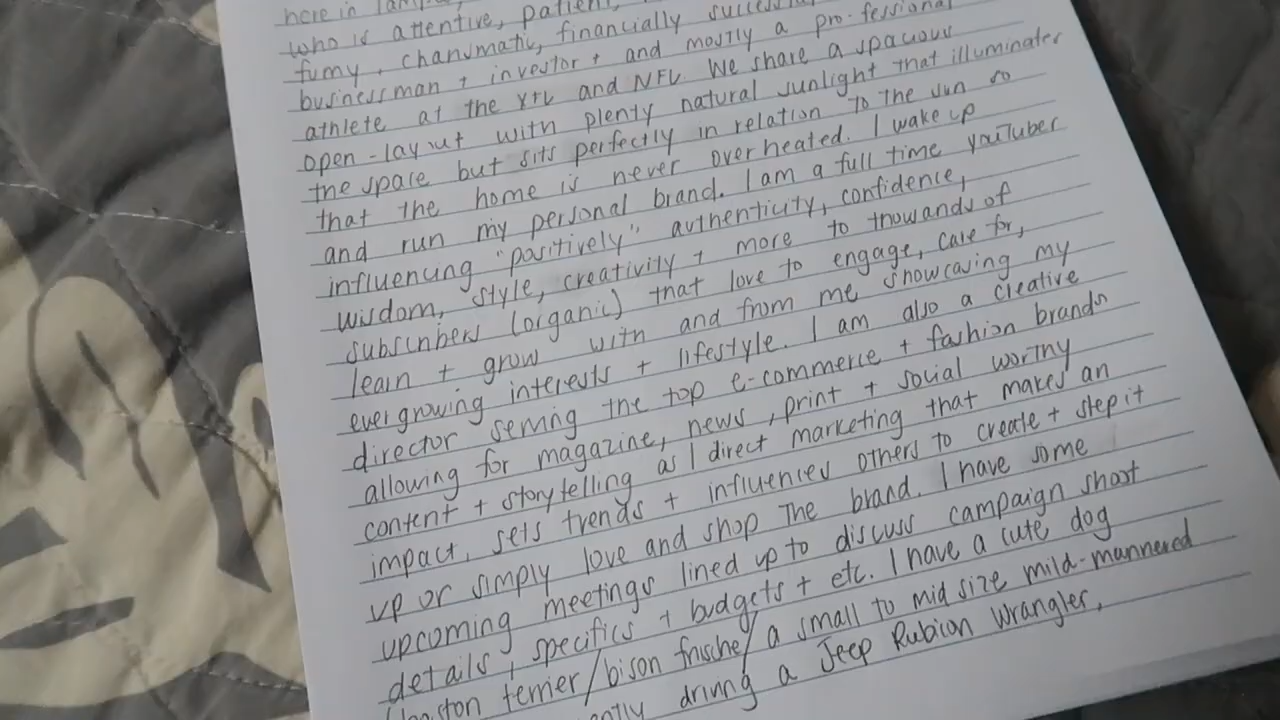 here in
who is attentive, patient,
funny, charismatic, financially successful
businessman + investor + and mostly a pro-fessional
athlete at the XFL and NFL. We share a spacious
open-layout with plenty natural sunlight that illuminates
the space but sits perfectly in relation to the sun so
that the home is never overheated. I wake up
and run my personal brand. I am a full time youTuber
influencing "positively" authenticity, confidence,
wisdom, style, creativity + more to thowands of
subscribers (organic) that love to engage, care for,
learn + grow with and from me showcasing my
ever growing interests + lifestyle. I am also a creative
director serving the top e-commerce + fashion brands
allowing for magazine, news, print + social worthy
content + storytelling as I direct marketing that makes an
impact, sets trends + influences others to create + step it
up or simply love and shop the brand. I have some
upcoming meetings lined up to discuss campaign shoot
details, specifics + budgets + etc. I have a cute dog
terrier/bison frische/ a small to mid size mild-mannered
driving a Jeep Rubion Wrangler,